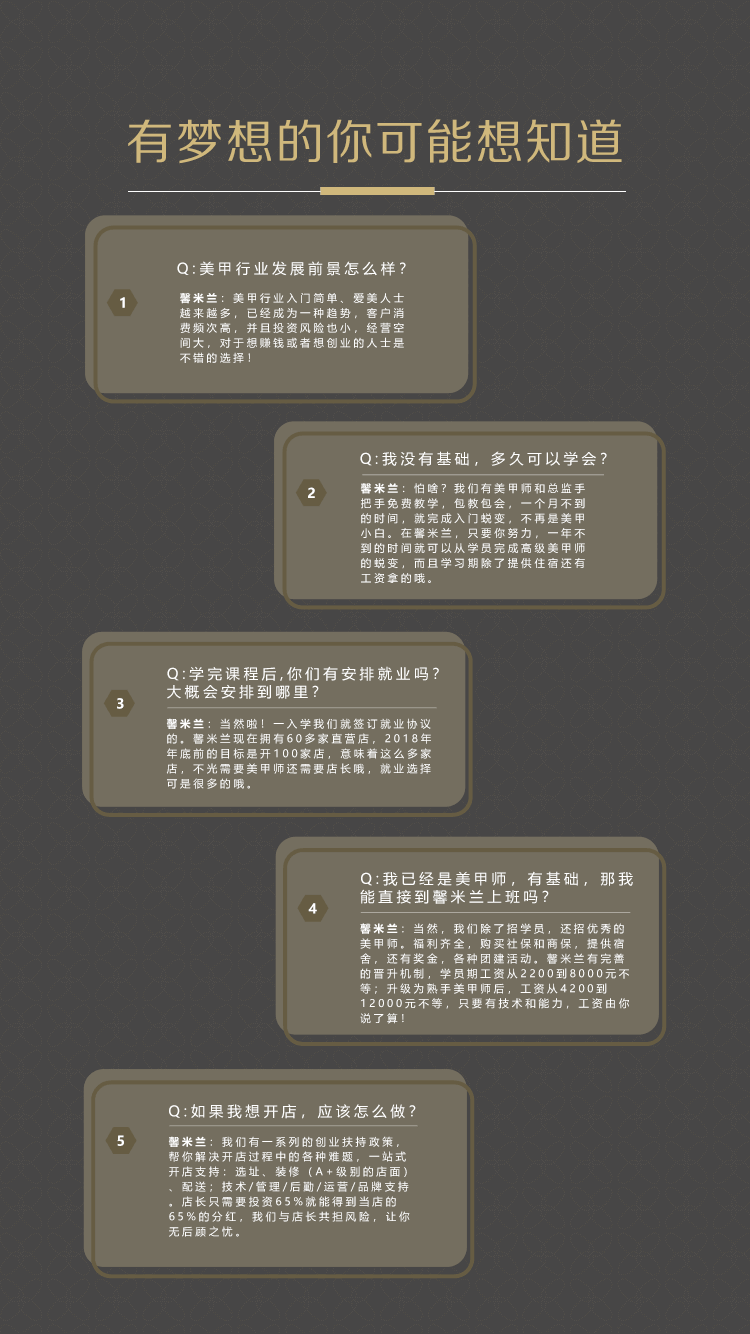 有梦想的你可能想知道
Q:美甲行业发展前景怎么样?
1
馨米兰：美甲行业入门简单、爱美人士
越来越多，已经成为一种趋势，客户消
费频次高，并且投资风险也小，经营空
间大，对于想赚钱或者想创业的人士是
不错的选择！
Q:我没有基础，多久可以学会?
2
馨米兰：怕啥？我们有美甲师和总监手
把手免费教学，包教包会，一个月不到
的时间，就完成入门蜕变，不再是美甲
小白。在馨米兰，只要你努力，一年不
到的时间就可以从学员完成高级美甲师
的蜕变，而且学习期除了提供住宿还有
工资拿的哦。
Q:学完课程后,你们有安排就业吗?
大概会安排到哪里?
3
馨米兰：当然啦！一入学我们就签订就业协议
的。馨米兰现在拥有60多家直营店，2018年
年底前的目标是开100家店，意味着这么多家
店，不光需要美甲师还需要店长哦，就业选择
可是很多的哦。
Q:我已经是美甲师，有基础，那我
能直接到馨米兰上班吗?
4
馨米兰：当然，我们除了招学员，还招优秀的
美甲师。福利齐全，购买社保和商保，提供宿
舍，还有奖金，各种团建活动。馨米兰有完善
的晋升机制，学员期工资从2200到8000元不
等；升级为熟手美甲师后，工资从4200到
12000元不等，只要有技术和能力，工资由你
说了算！
Q:如果我想开店，应该怎么做?
5
馨米兰：我们有一系列的创业扶持政策，
帮你解决开店过程中的各种难题，一站式
开店支持：选址、装修（A+级别的店面）
、配送；技术/管理/后勤/运营/品牌支持
。店长只需要投资65%就能得到当店的
65%的分红，我们与店长共担风险，让你
无后顾之忧。